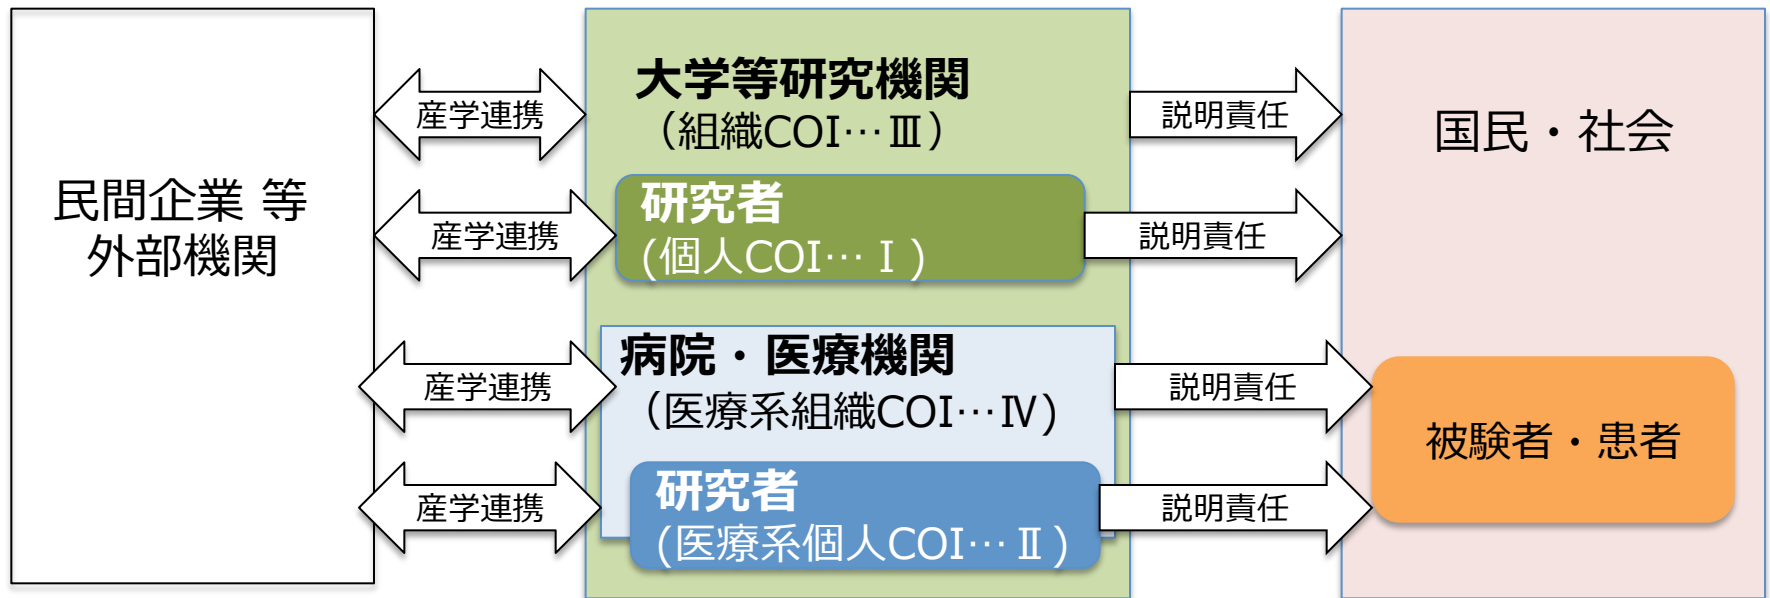 民間企業 等
外部機関
産学連携
産学連携
産学連携
産学連携
大学等研究機関
（組織COI…Ⅲ）
研究者
(個人COI…Ⅰ)
病院・医療機関
（医療系組織COI…Ⅳ)
研究者
(医療系個人COI…Ⅱ)
説明責任
説明責任
説明責任
説明責任
国民・社会
被験者・患者